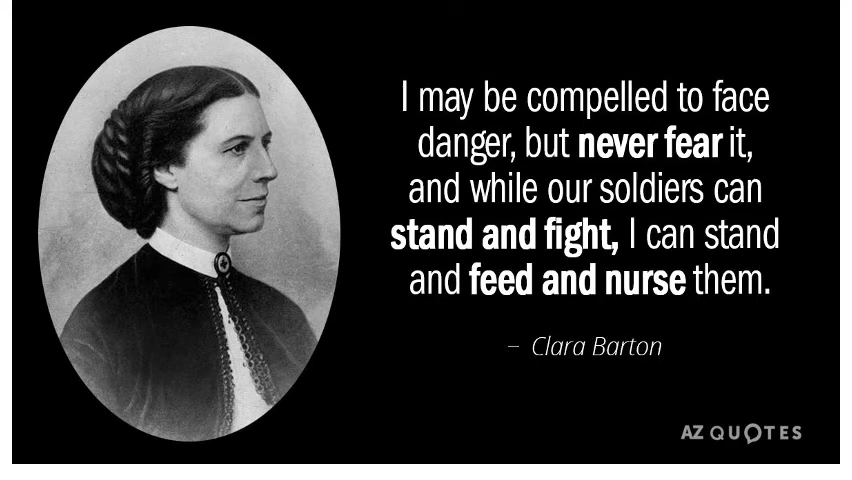 I may be compelled to face
danger, but never fear it,
and while our soldiers can
stand and fight, I can stand
and feed and nurse them.
– Clara Barton
AZ QUOTES